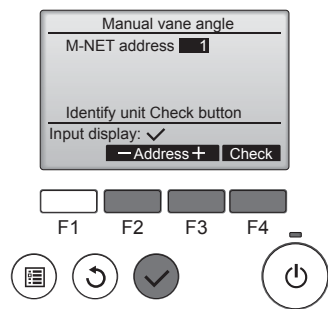 Manual vane angle
M-NET address 1
Identify unit Check button
Input display: ✓
−Address+ Check
F1 F2 F3 F4